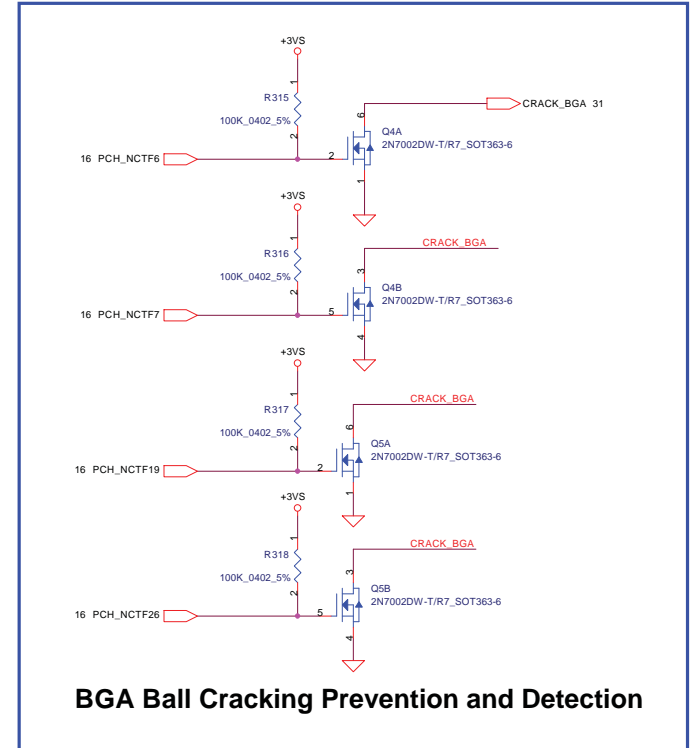 +3VS
1
R315
100K_0402_5%
2
16 PCH_NCTF6
2
6
1
Q4A
2N7002DW-T/R7_SOT363-6
CRACK_BGA 31
+3VS
1
R316
100K_0402_5%
2
16 PCH_NCTF7
5
CRACK_BGA
3
4
Q4B
2N7002DW-T/R7_SOT363-6
+3VS
1
R317
100K_0402_5%
2
16 PCH_NCTF19
2
CRACK_BGA
6
1
Q5A
2N7002DW-T/R7_SOT363-6
+3VS
1
R318
100K_0402_5%
2
16 PCH_NCTF26
5
CRACK_BGA
3
4
Q5B
2N7002DW-T/R7_SOT363-6
BGA Ball Cracking Prevention and Detection